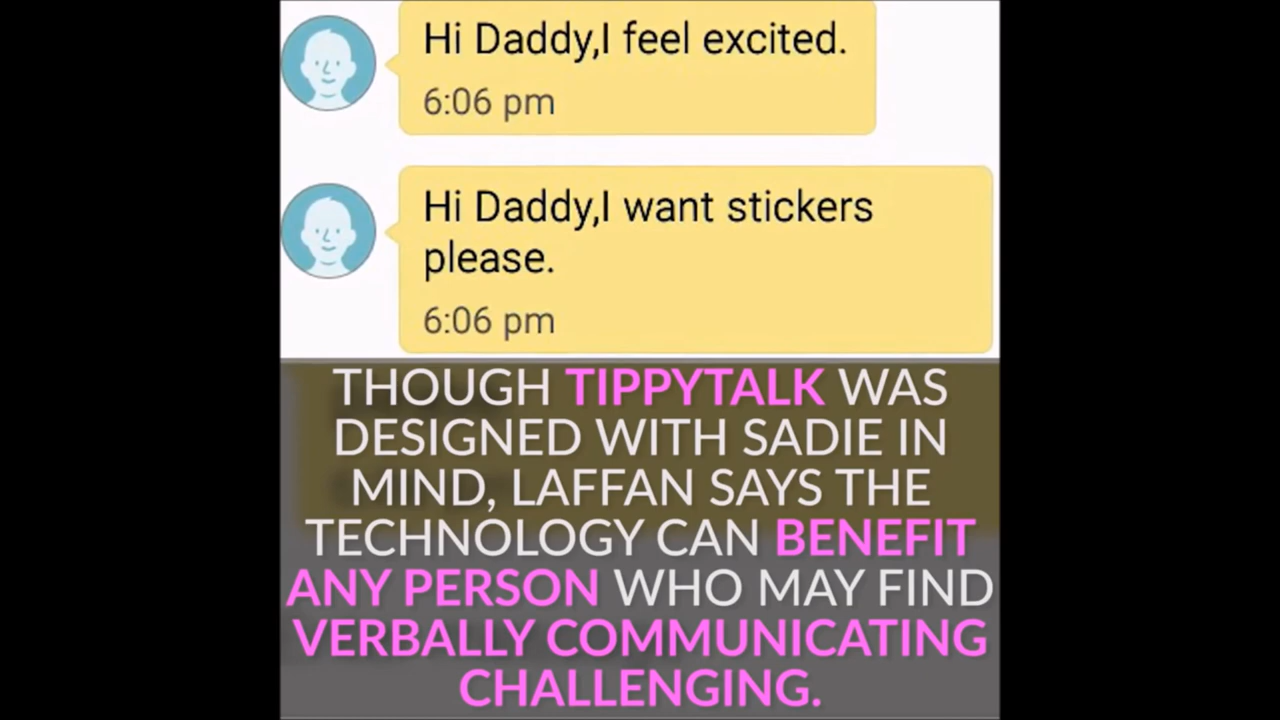 Hi Daddy,I feel excited.
6:06 pm
Hi Daddy,I want stickers
please.
6:06 pm
THOUGH TIPPYTALK WAS
DESIGNED WITH SADIE IN
MIND, LAFFAN SAYS THE
TECHNOLOGY CAN BENEFIT
ANY PERSON WHO MAY FIND
VERBALLY COMMUNICATING
CHALLENGING.